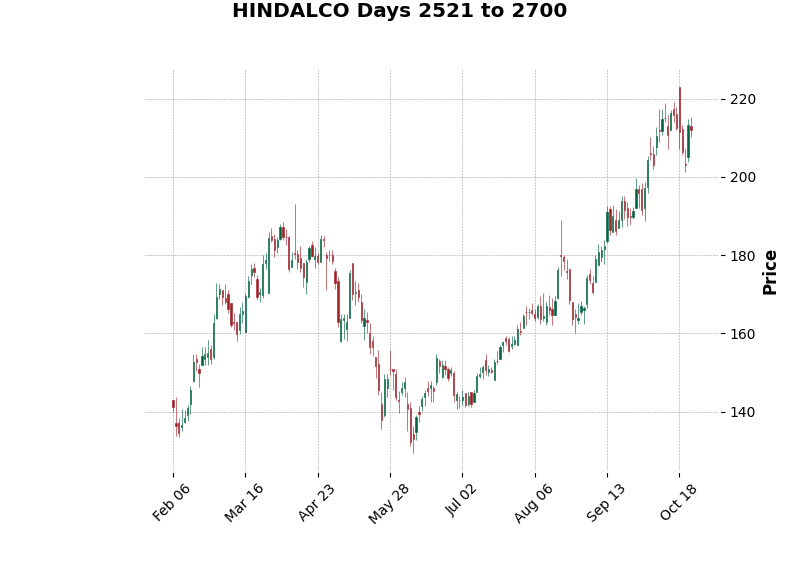 HINDALCO Days 2521 to 2700
220
200
180
160
140
Price
Feb 06
Mar 16
Apr 23
May 28
Jul 02
Aug 06
Sep 13
Oct 18